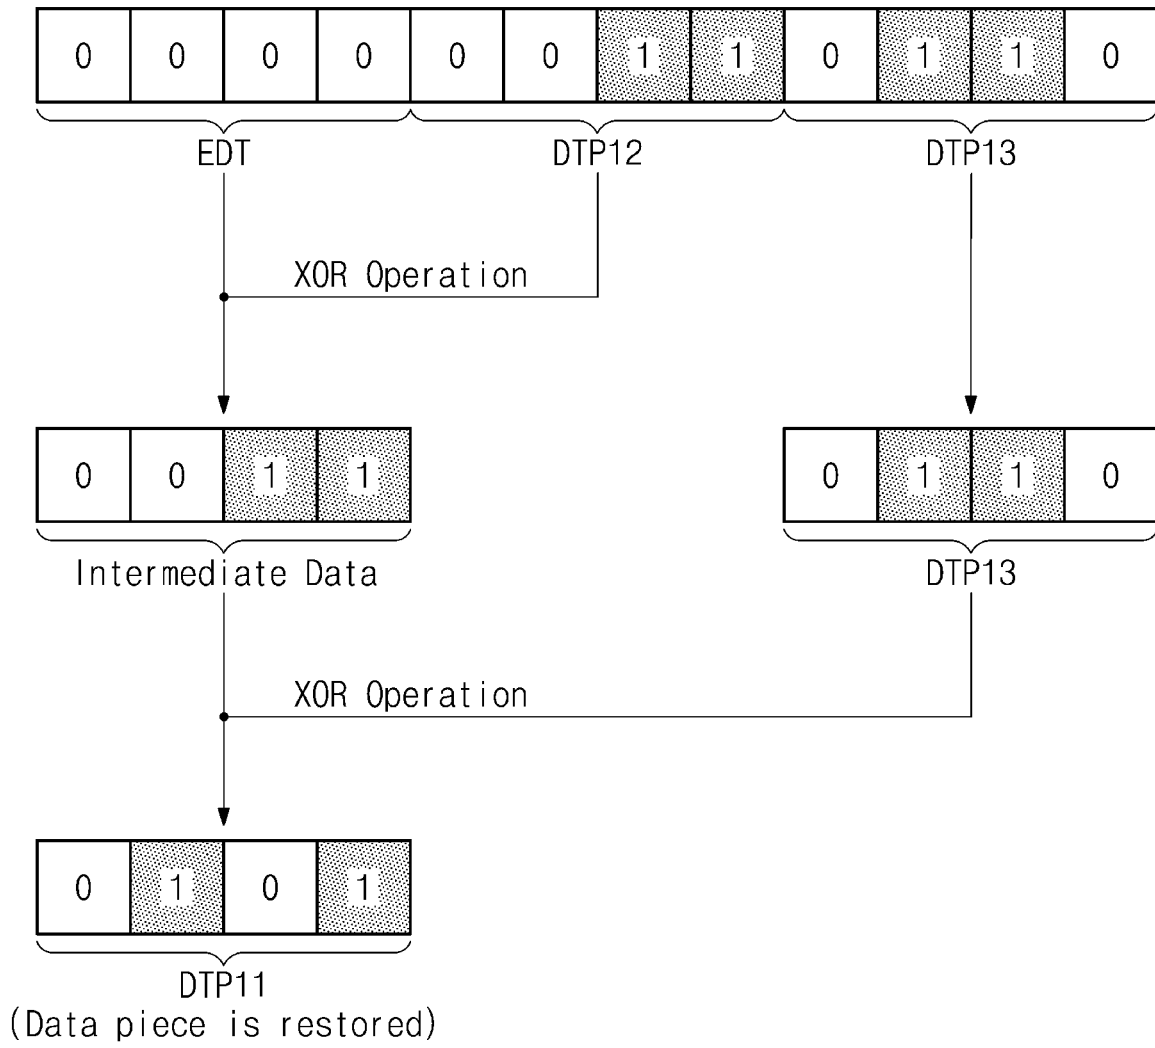 0 0 0 0 0 0 1 1 0 1 1 0
EDT DTP12 DTP13
XOR Operation
0 0 1 1 0 1 1 0
Intermediate Data DTP13
XOR Operation
0 1 0 1
DTP11
(Data piece is restored)